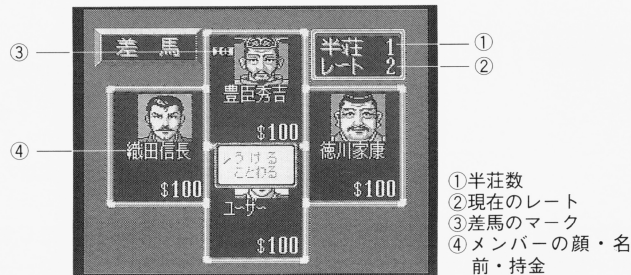 差馬
半荘 1
レート 2
豊臣秀吉
$100
織田信長
$100
徳川家康
$100
うける
ことわる
ユーザー
$100
③
④
①
②
①半荘数
②現在のレート
③差馬のマーク
④メンバーの顔・名
前・持金